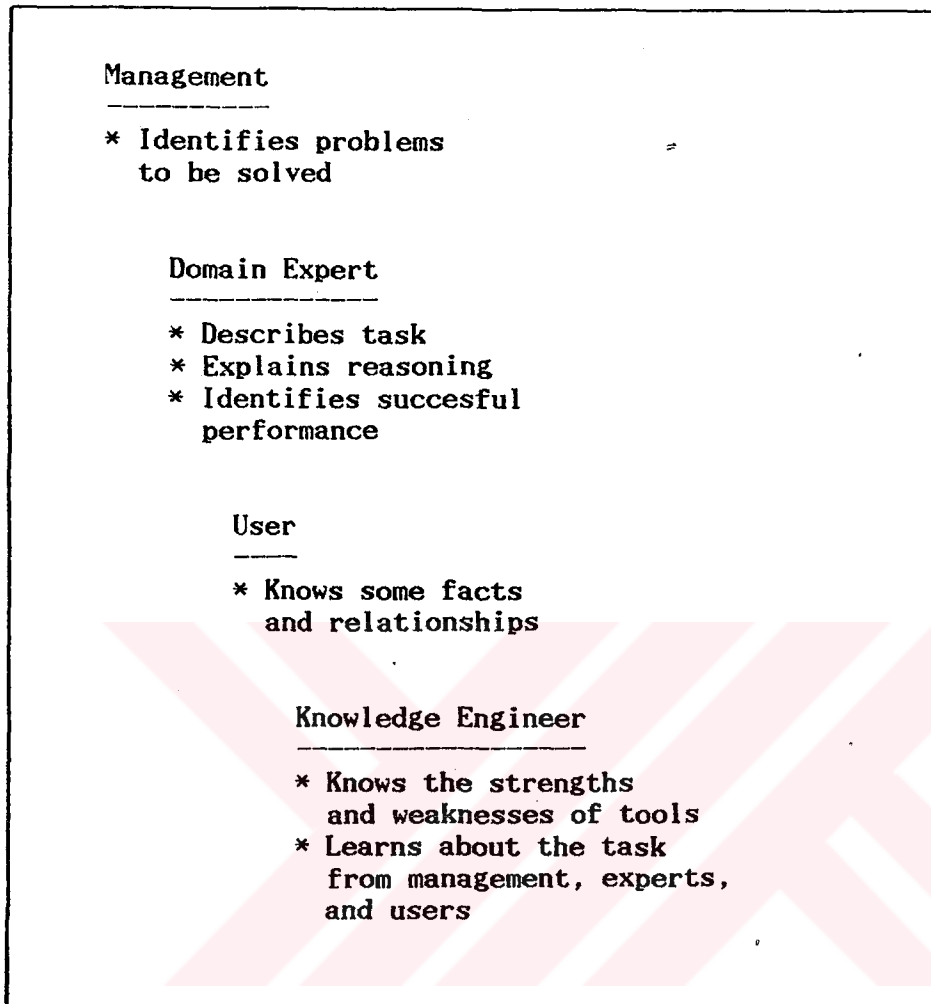 Management
----------
* Identifies problems
to be solved
Domain Expert
-------------
* Describes task
* Explains reasoning
* Identifies succesful
performance
User
----
* Knows some facts
and relationships
Knowledge Engineer
------------------
* Knows the strengths
and weaknesses of tools
* Learns about the task
from management, experts,
and users